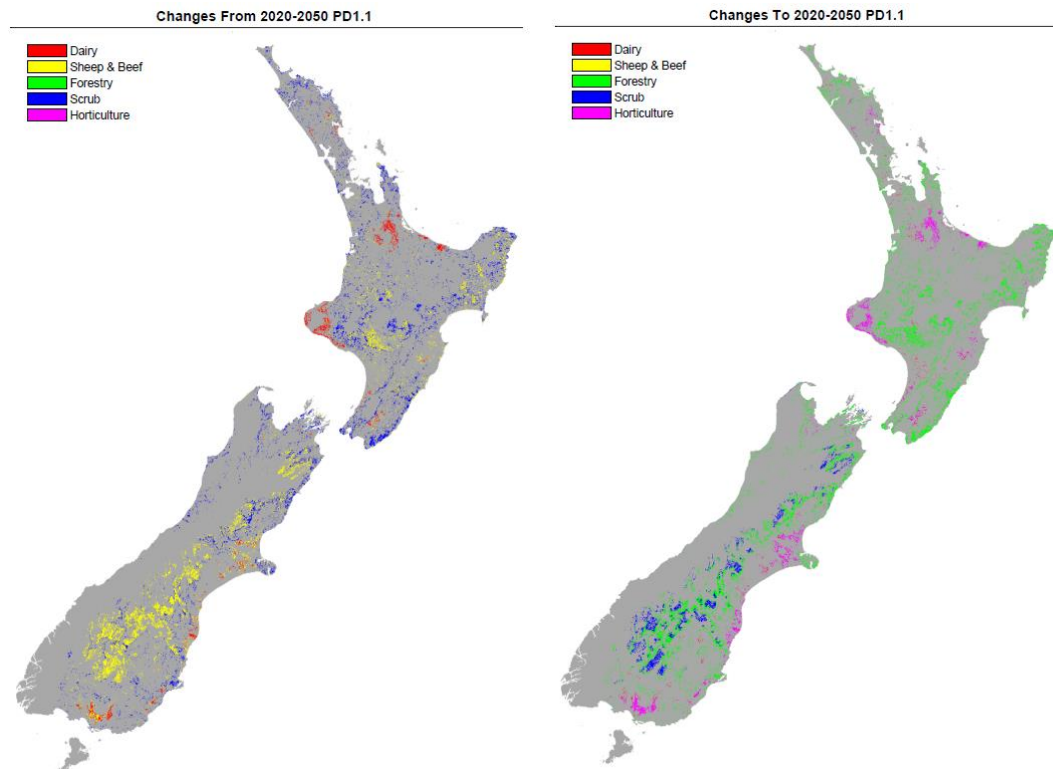 Changes From 2020-2050 PD1.1
Dairy
Sheep & Beef
Forestry
Scrub
Horticulture
Changes To 2020-2050 PD1.1
Dairy
Sheep & Beef
Forestry
Scrub
Horticulture